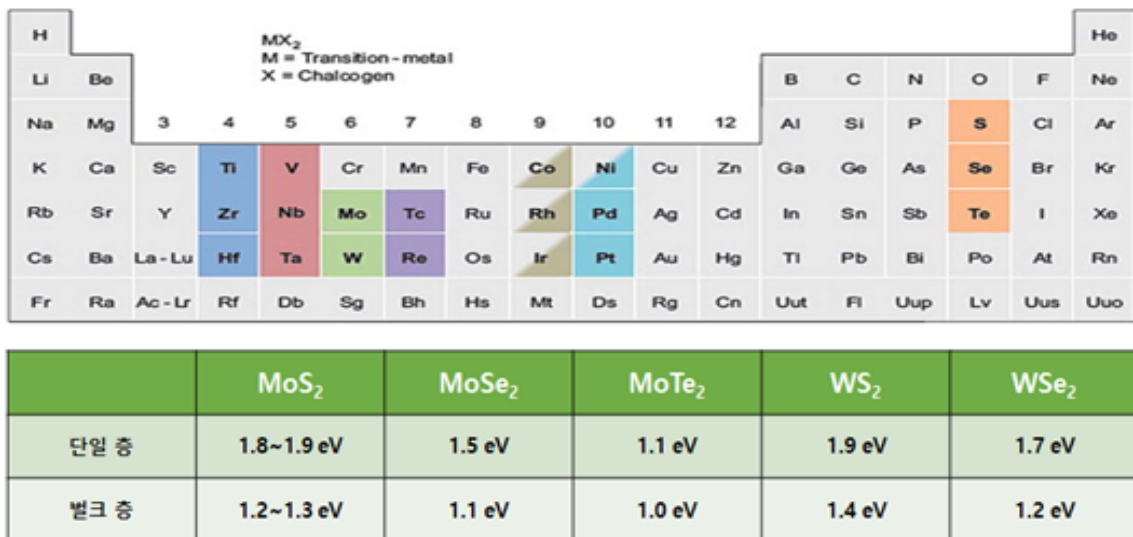 H He
MX₂
M = Transition-metal
X = Chalcogen
Li Be B C N O F Ne
Na Mg 3 4 5 6 7 8 9 10 11 12 Al Si P S Cl Ar
K Ca Sc Ti V Cr Mn Fe Co Ni Cu Zn Ga Ge As Se Br Kr
Rb Sr Y Zr Nb Mo Tc Ru Rh Pd Ag Cd In Sn Sb Te I Xe
Cs Ba La-Lu Hf Ta W Re Os Ir Pt Au Hg Tl Pb Bi Po At Rn
Fr Ra Ac-Lr Rf Db Sg Bh Hs Mt Ds Rg Cn Uut Fl Uup Lv Uus Uuo
MoS₂ MoSe₂ MoTe₂ WS₂ WSe₂
단일 층 1.8~1.9 eV 1.5 eV 1.1 eV 1.9 eV 1.7 eV
벌크 층 1.2~1.3 eV 1.1 eV 1.0 eV 1.4 eV 1.2 eV